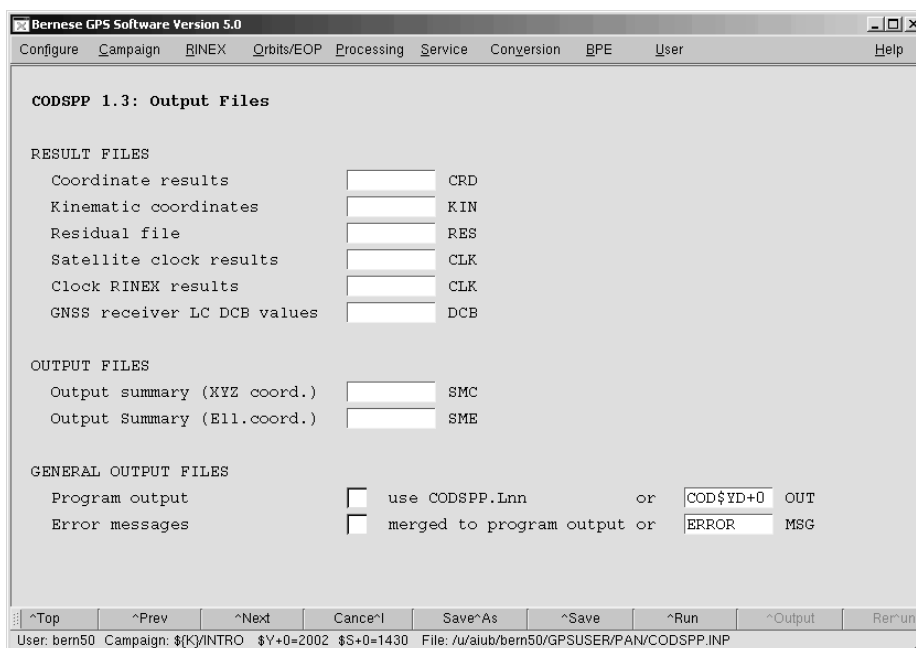 Bernese GPS Software Version 5.0
Configure Campaign RINEX Orbits/EOP Processing Service Conversion BPE User Help
CODSPP 1.3: Output Files
RESULT FILES
Coordinate results CRD
Kinematic coordinates KIN
Residual file RES
Satellite clock results CLK
Clock RINEX results CLK
GNSS receiver LC DCB values DCB
OUTPUT FILES
Output summary (XYZ coord.) SMC
Output Summary (Ell.coord.) SME
GENERAL OUTPUT FILES
Program output use CODSPP.Lnn or COD$YD+0 OUT
Error messages merged to program output or ERROR MSG
^Top ^Prev ^Next Cance^l Save^As ^Save ^Run ^Output Rer^un
User: bern50 Campaign: ${K}/INTRO $Y+0=2002 $S+0=1430 File: /u/aiub/bern50/GPSUSER/PAN/CODSPP.INP